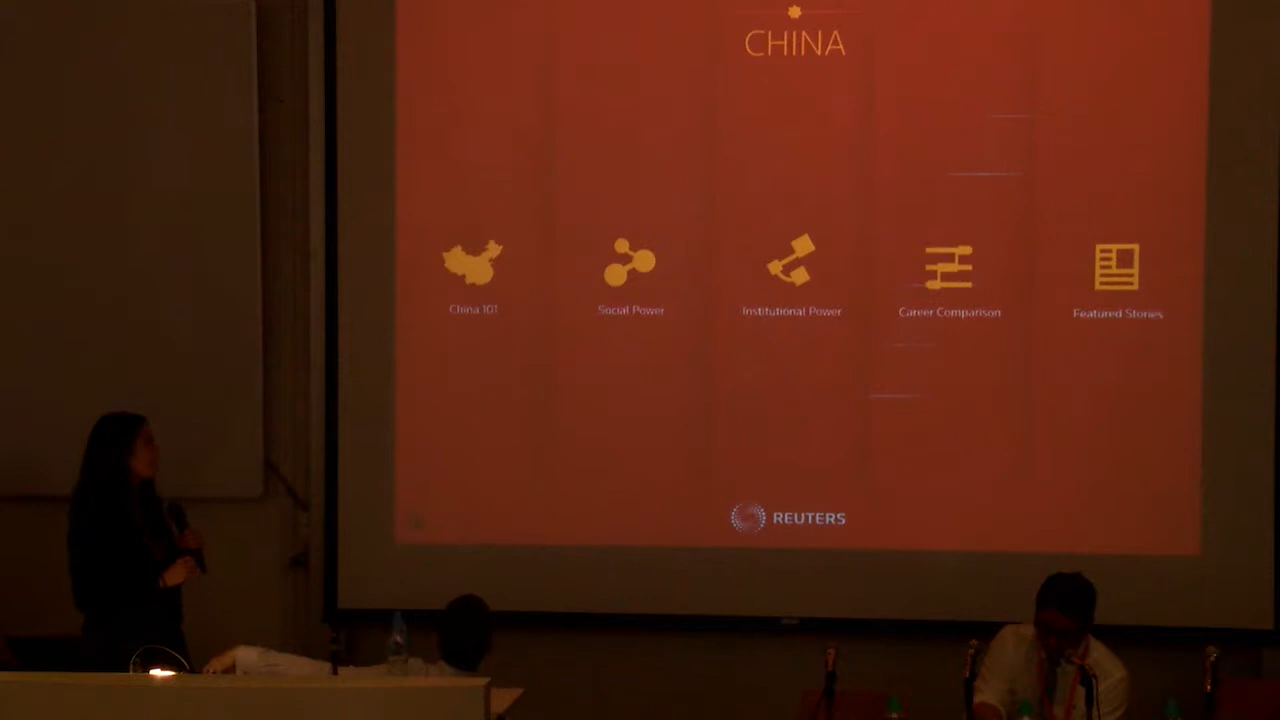 CHINA
China 101
Social Power
Institutional Power
Career Comparison
Featured Stories
REUTERS